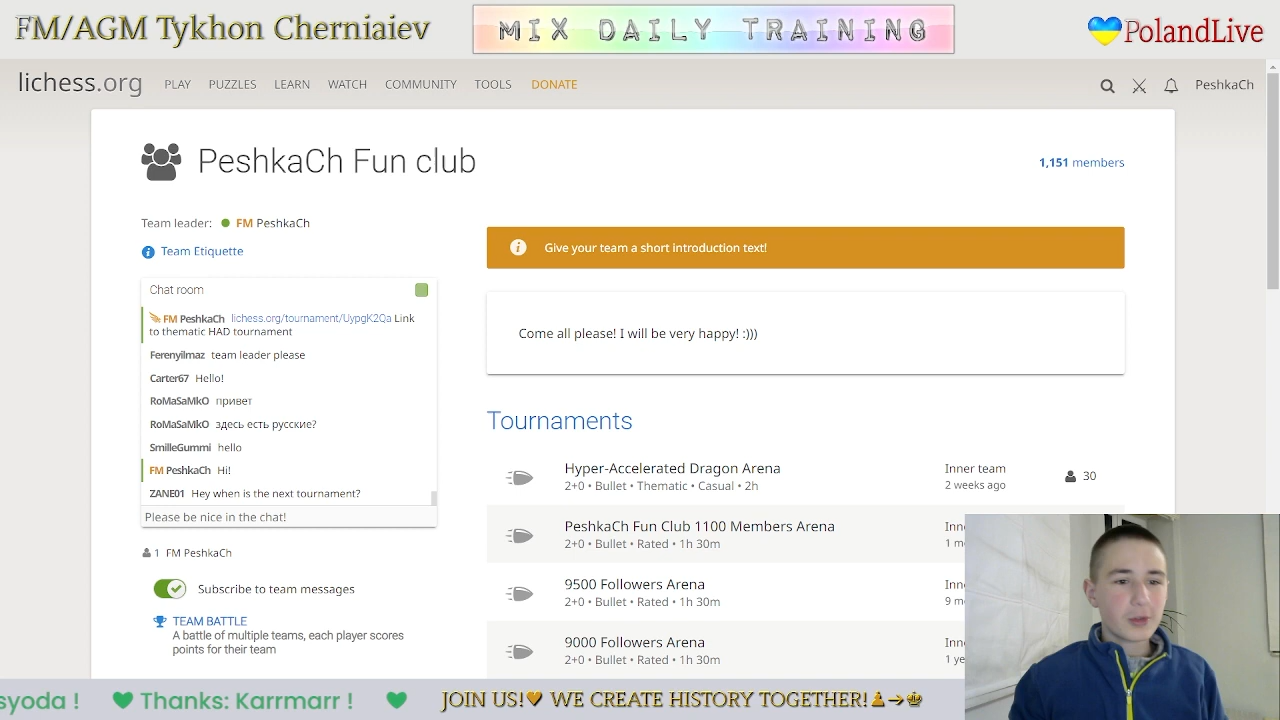 FM/AGM Tykhon Cherniaiev
MIX DAILY TRAINING
PolandLive
lichess.org PLAY PUZZLES LEARN WATCH COMMUNITY TOOLS DONATE PeshkaCh
PeshkaCh Fun club
1,151 members
Team leader: FM PeshkaCh
Team Etiquette
Give your team a short introduction text!
Chat room
FM PeshkaCh lichess.org/tournament/UypgK2Qa Link
to thematic HAD tournament
Ferenyilmaz team leader please
Carter67 Hello!
RoMaSaMkO привет
RoMaSaMkO здесь есть русские?
SmilleGummi hello
FM PeshkaCh Hi!
ZANE01 Hey when is the next tournament?
Please be nice in the chat!
1 FM PeshkaCh
Subscribe to team messages
TEAM BATTLE
A battle of multiple teams, each player scores
points for their team
Come all please! I will be very happy! :)))
Tournaments
Hyper-Accelerated Dragon Arena
2+0 • Bullet • Thematic • Casual • 2h
Inner team
2 weeks ago
30
PeshkaCh Fun Club 1100 Members Arena
2+0 • Bullet • Rated • 1h 30m
9500 Followers Arena
2+0 • Bullet • Rated • 1h 30m
9000 Followers Arena
2+0 • Bullet • Rated • 1h 30m
syoda ! Thanks: Karrmarr !
JOIN US!🧡 WE CREATE HISTORY TOGETHER!♟→♚